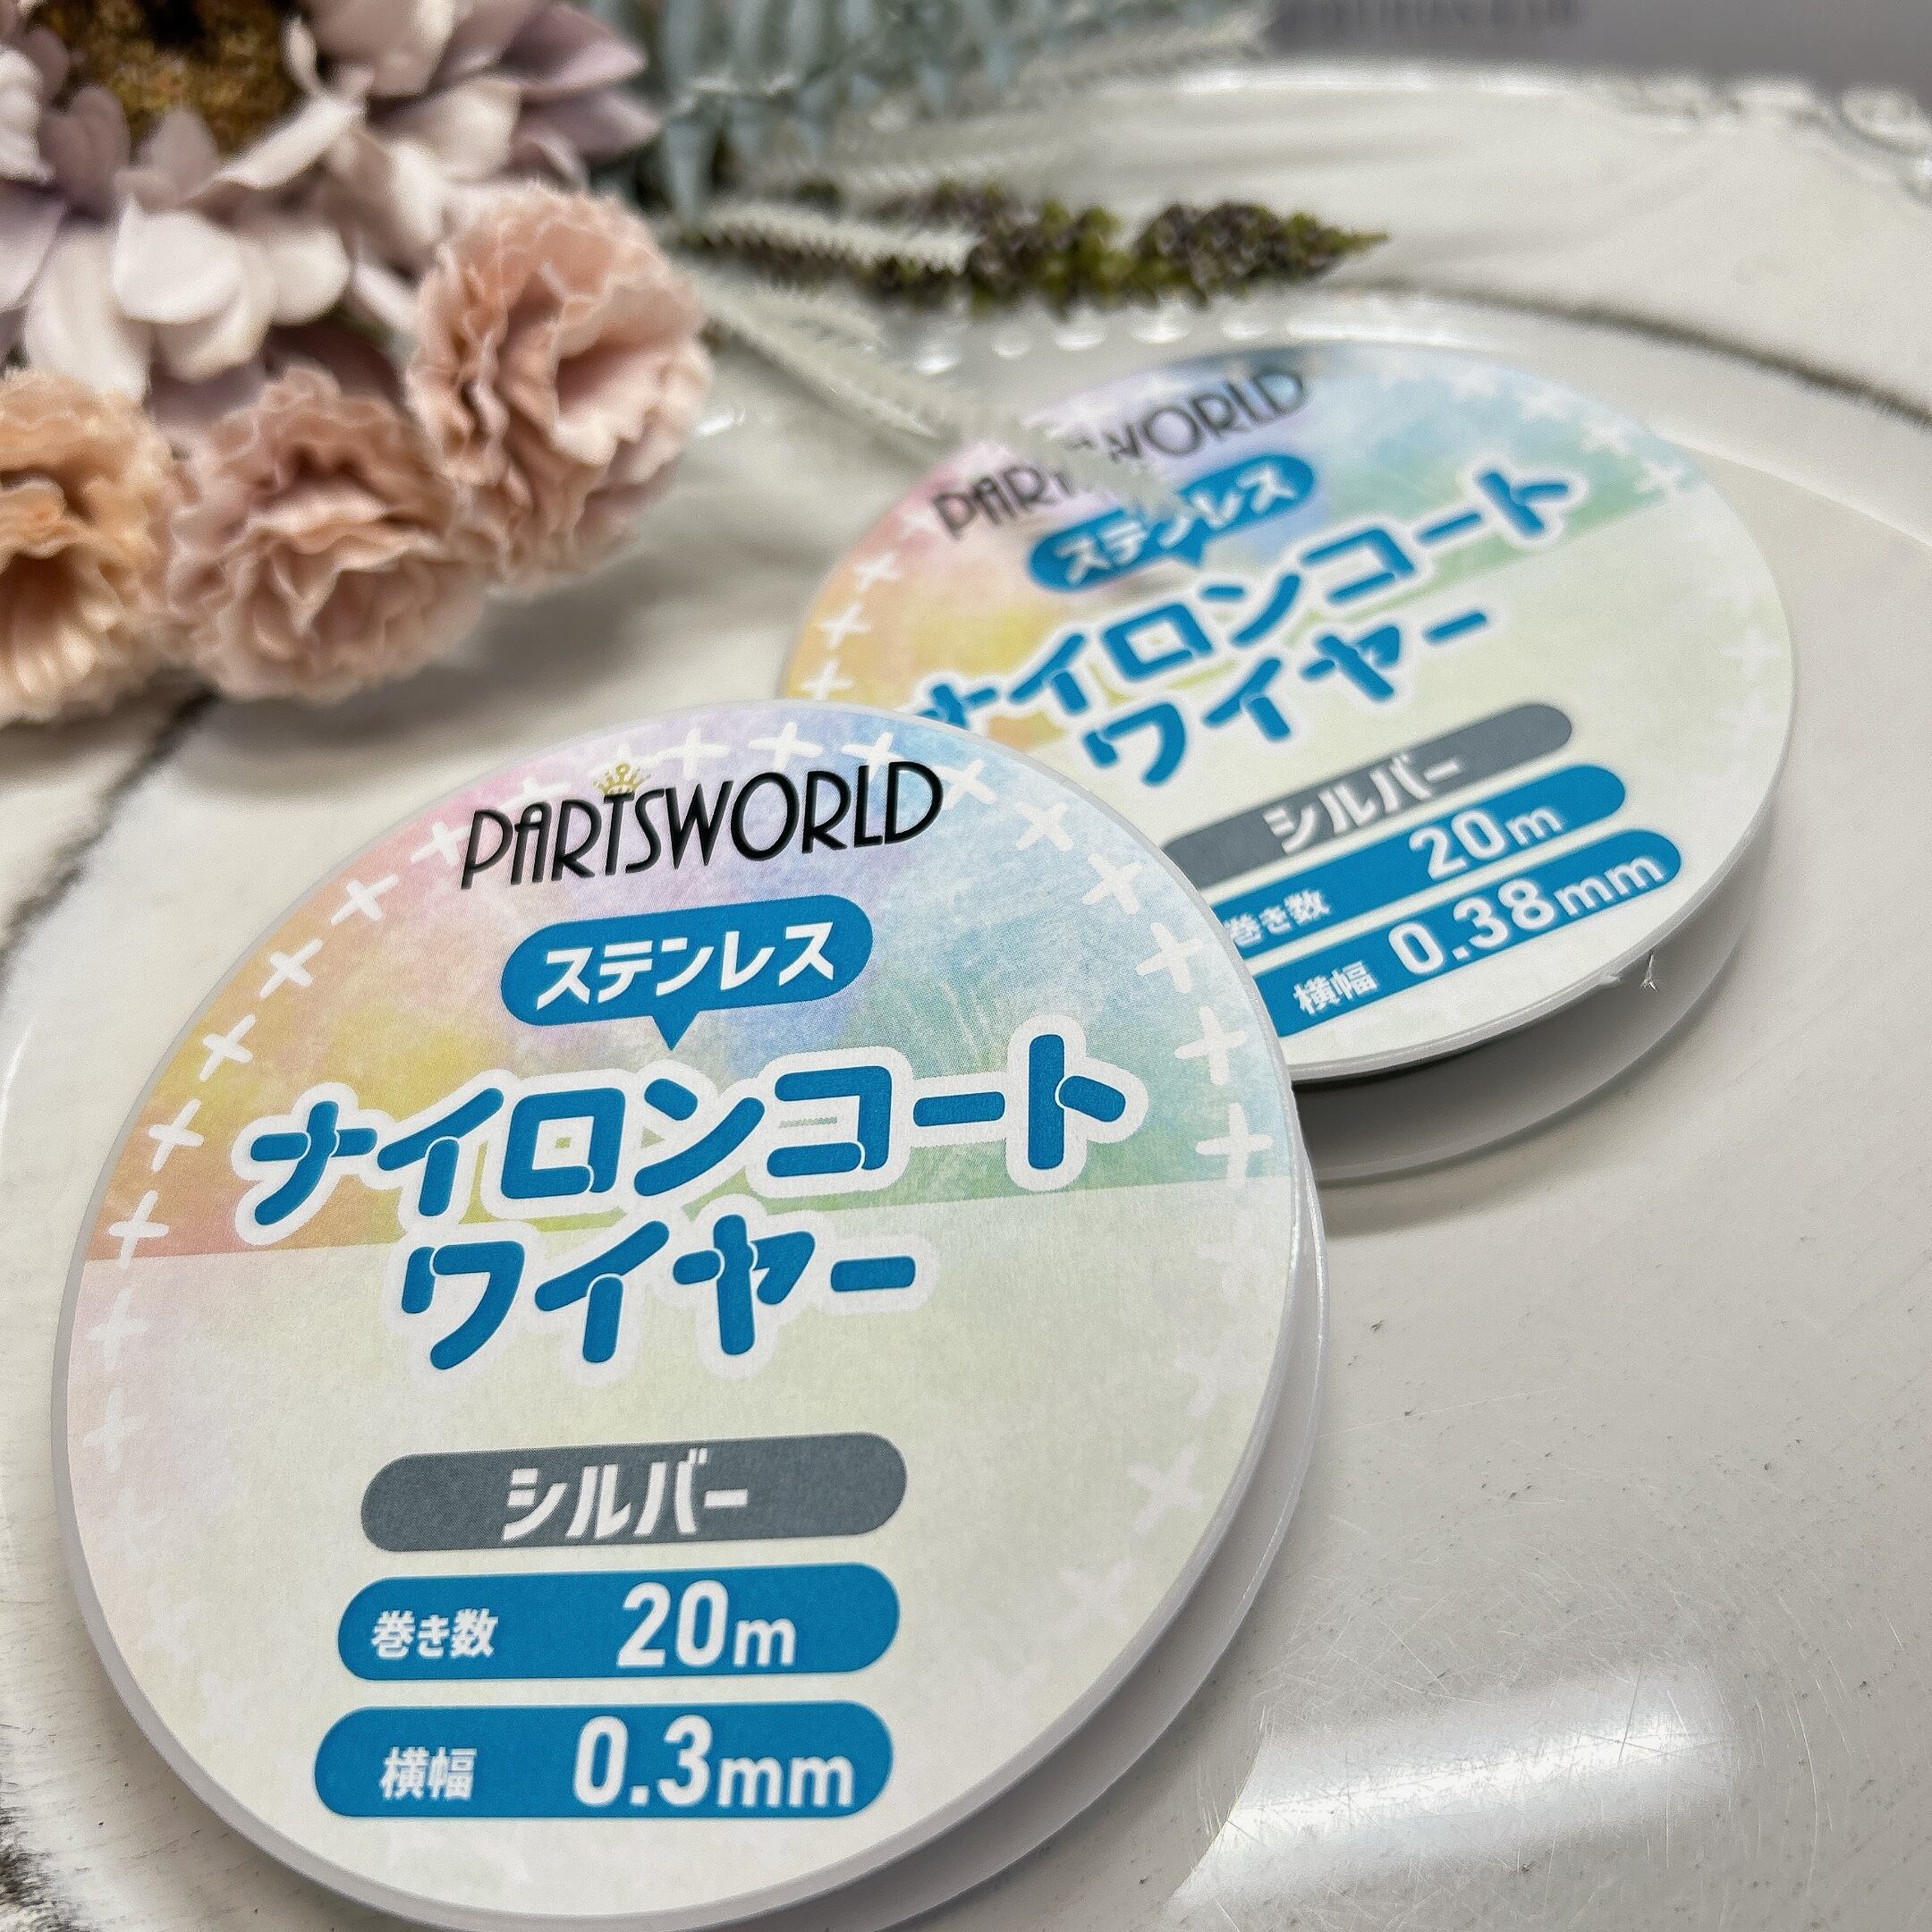 PARTSWORLD
ステンレス
ナイロンコート
ワイヤー
シルバー
巻き数 20m
横幅 0.3mm
ステンレス
ナイロンコート
ワイヤー
シルバー
巻き数 20m
横幅 0.38mm